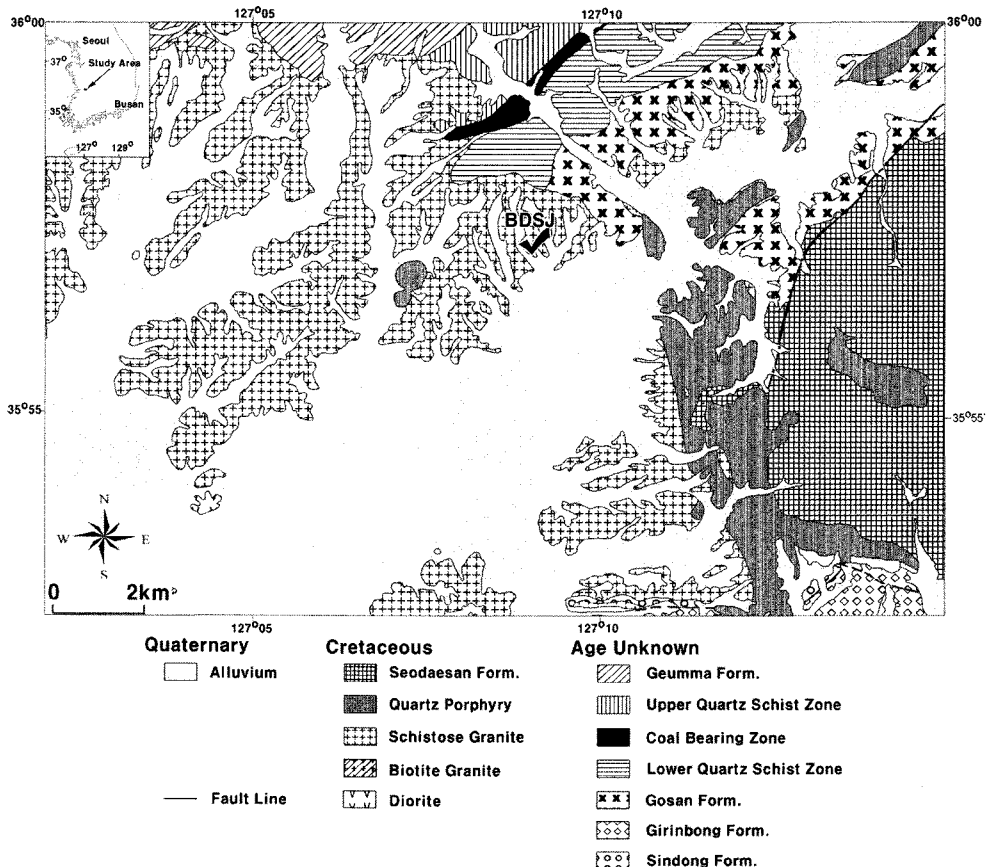 127°05
127°10
36°00
36°00
Seoul
37°
Study Area
35°
Busan
127° 129°
BDSJ
35°55
35°55
N
W E
S
0 2km
127°05
127°10
Quaternary
Alluvium
Fault Line
Cretaceous
Seodaesan Form.
Quartz Porphyry
Schistose Granite
Biotite Granite
Diorite
Age Unknown
Geumma Form.
Upper Quartz Schist Zone
Coal Bearing Zone
Lower Quartz Schist Zone
Gosan Form.
Girinbong Form.
Sindong Form.